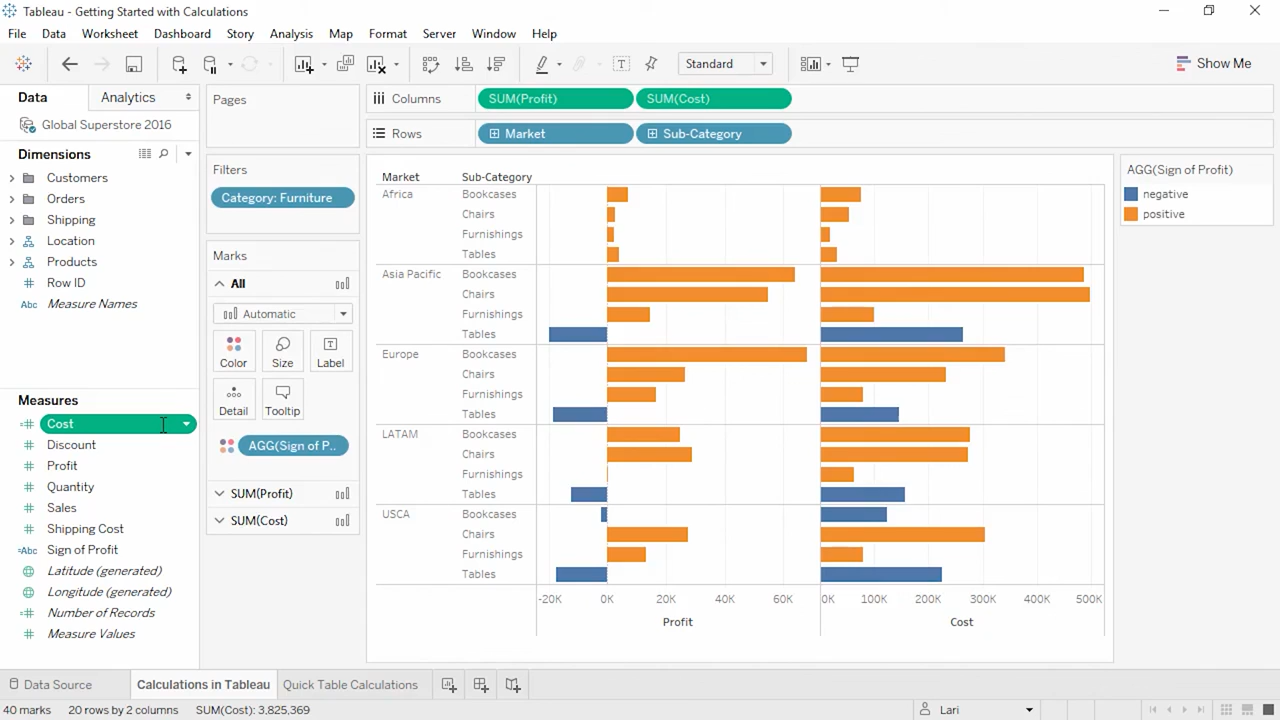 Tableau - Getting Started with Calculations
File Data Worksheet Dashboard Story Analysis Map Format Server Window Help
Standard Show Me
Data Analytics
Global Superstore 2016
Dimensions
Customers
Orders
Shipping
Location
Products
Row ID
Abc Measure Names
Measures
Cost
Discount
Profit
Quantity
Sales
Shipping Cost
=Abc Sign of Profit
Latitude (generated)
Longitude (generated)
Number of Records
Measure Values
Pages
Filters
Category: Furniture
Marks
All
Automatic
Color Size Label
Detail Tooltip
AGG(Sign of P..
SUM(Profit)
SUM(Cost)
Columns SUM(Profit) SUM(Cost)
Rows Market Sub-Category
Market Sub-Category
Africa Bookcases
Chairs
Furnishings
Tables
Asia Pacific Bookcases
Chairs
Furnishings
Tables
Europe Bookcases
Chairs
Furnishings
Tables
LATAM Bookcases
Chairs
Furnishings
Tables
USCA Bookcases
Chairs
Furnishings
Tables
-20K 0K 20K 40K 60K 0K 100K 200K 300K 400K 500K
Profit Cost
AGG(Sign of Profit)
negative
positive
Data Source Calculations in Tableau Quick Table Calculations
40 marks 20 rows by 2 columns SUM(Cost): 3,825,369 Lari